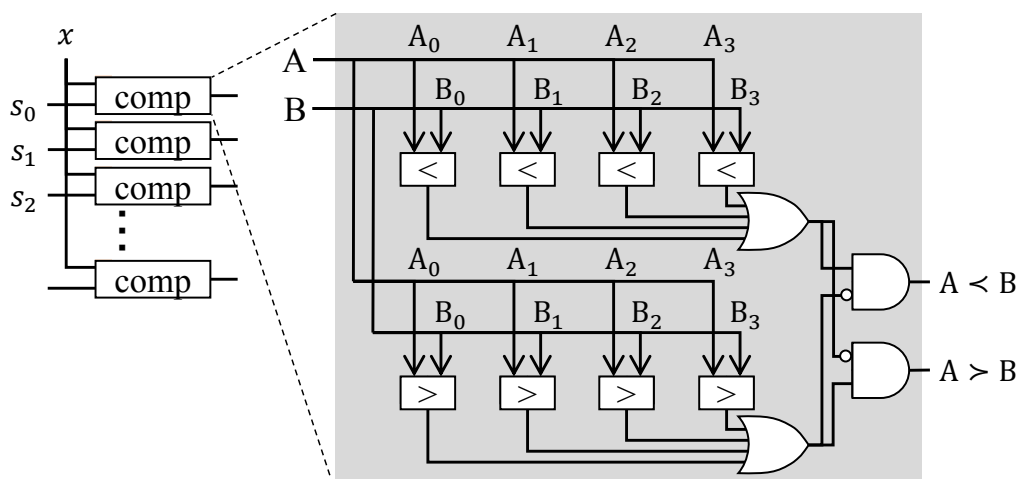 x
comp
s₀
comp
s₁
comp
s₂
comp
A₀ A₁ A₂ A₃
A
B₀ B₁ B₂ B₃
B
< < < <
A₀ A₁ A₂ A₃
A ≺ B
B₀ B₁ B₂ B₃
A ≻ B
> > > >